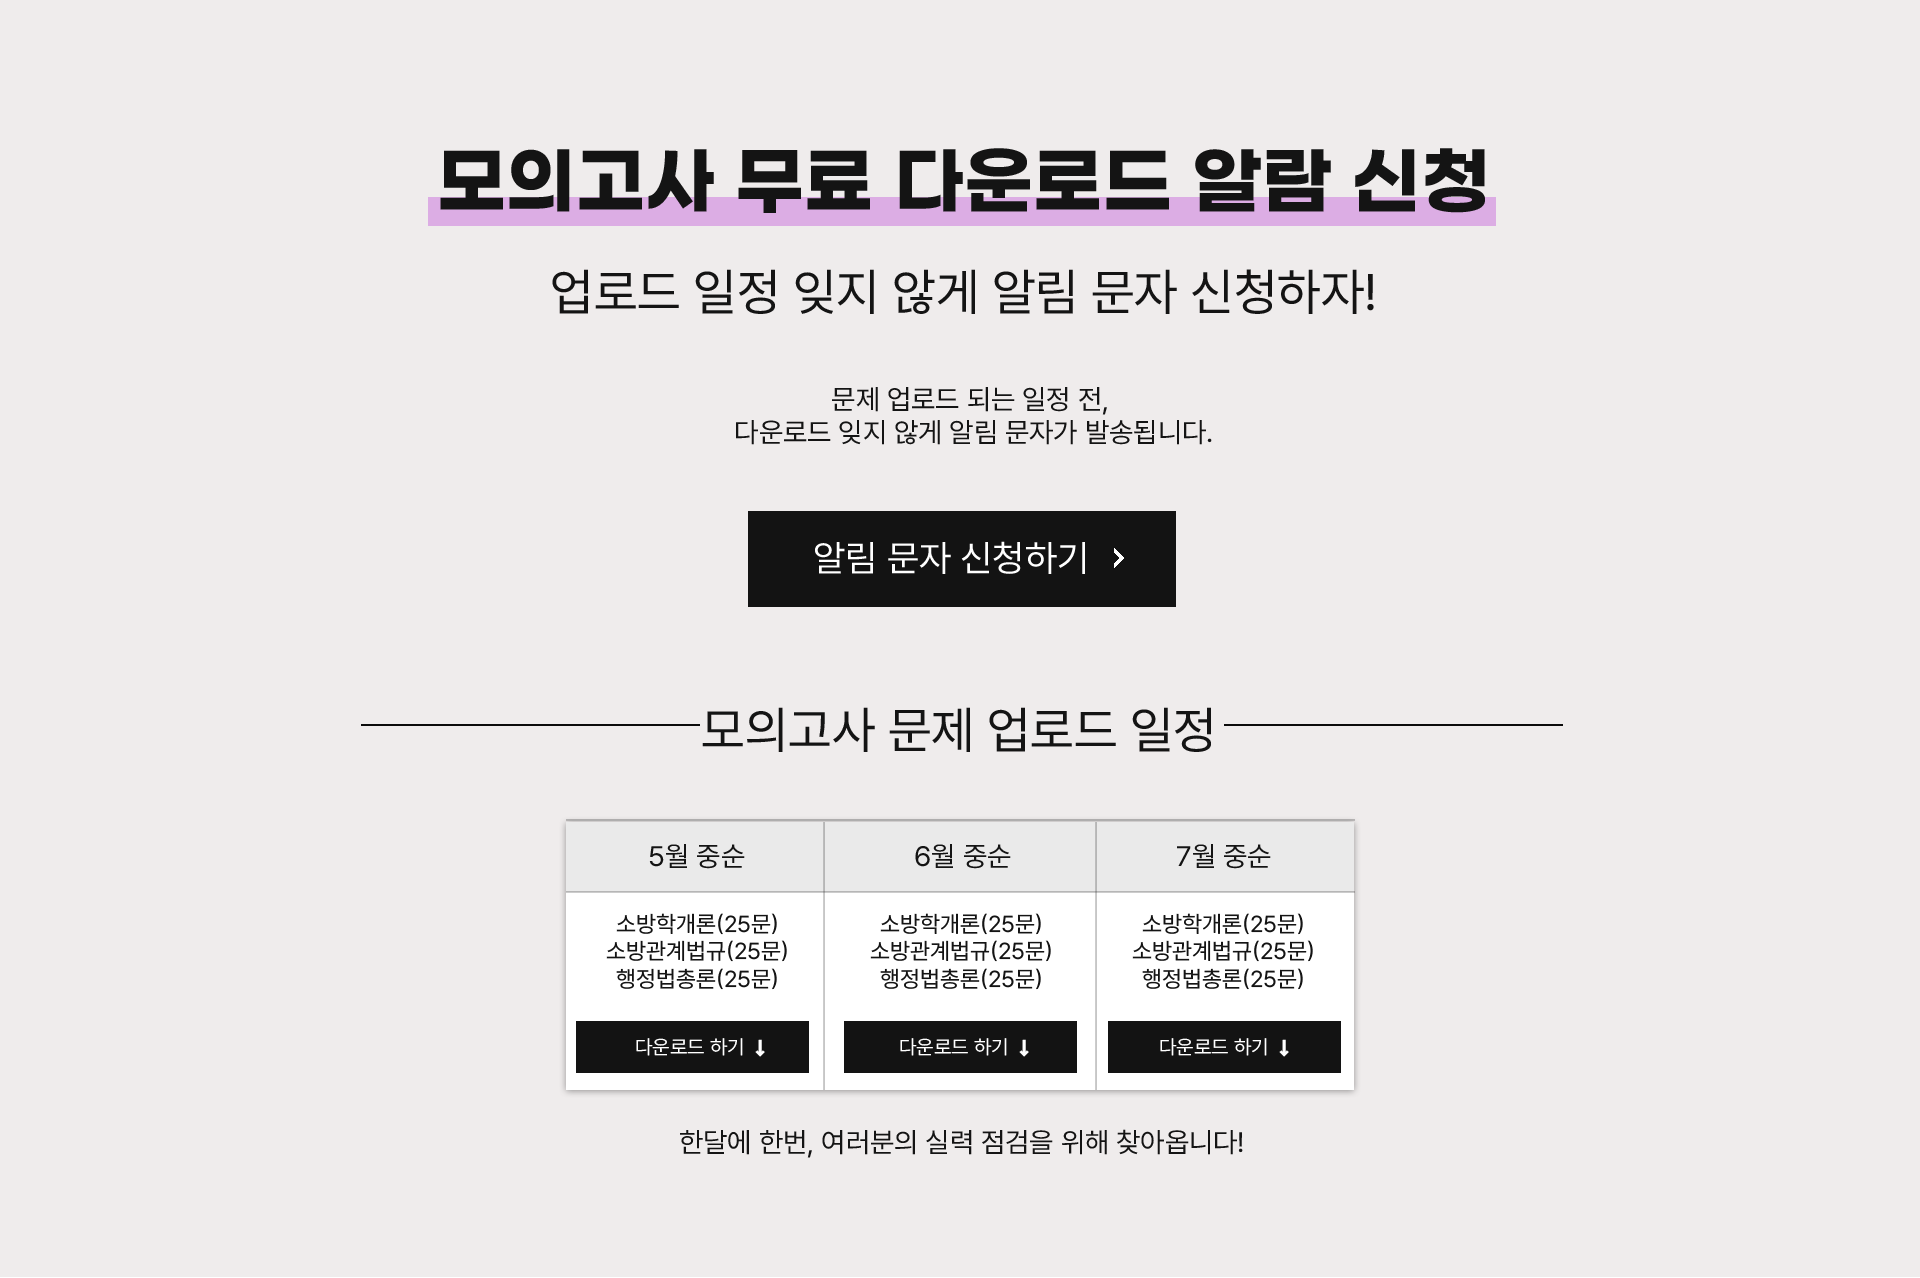 모의고사 무료 다운로드 알람 신청
업로드 일정 잊지 않게 알림 문자 신청하자!
문제 업로드 되는 일정 전,
다운로드 잊지 않게 알림 문자가 발송됩니다.
알림 문자 신청하기 >
모의고사 문제 업로드 일정
5월 중순 6월 중순 7월 중순
소방학개론(25문) 소방학개론(25문) 소방학개론(25문)
소방관계법규(25문) 소방관계법규(25문) 소방관계법규(25문)
행정법총론(25문) 행정법총론(25문) 행정법총론(25문)
다운로드 하기 ⬇ 다운로드 하기 ⬇ 다운로드 하기 ⬇
한달에 한번, 여러분의 실력 점검을 위해 찾아옵니다!